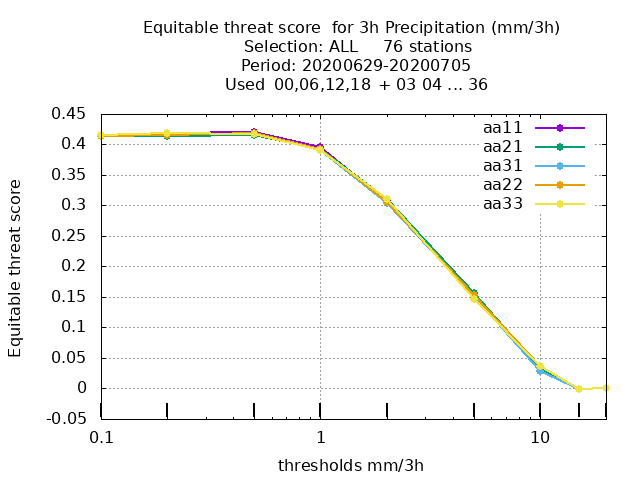 Equitable threat score  for 3h Precipitation (mm/3h)
Selection: ALL     76 stations
Period: 20200629-20200705
Used  00,06,12,18  + 03 04 ... 36
0.45
0.4
0.35
0.3
0.25
0.2
0.15
0.1
0.05
0
-0.05
Equitable threat score
aa11
aa21
aa31
aa22
aa33
0.1
1
10
thresholds mm/3h